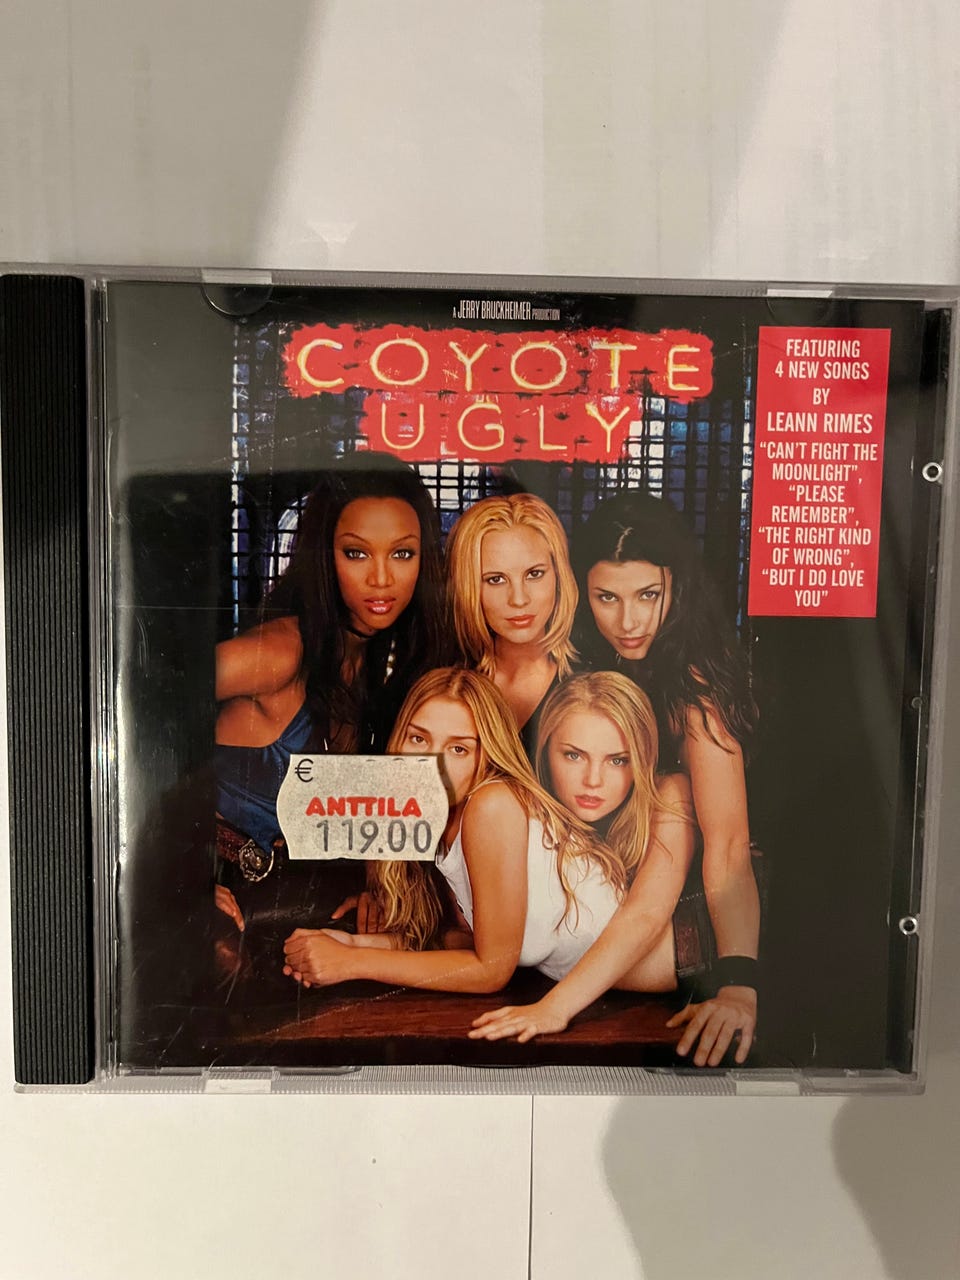 A JERRY BRUCKHEIMER PRODUCTION
COYOTE
UGLY
FEATURING
4 NEW SONGS
BY
LEANN RIMES
"CAN'T FIGHT THE
MOONLIGHT",
"PLEASE
REMEMBER",
"THE RIGHT KIND
OF WRONG",
"BUT I DO LOVE
YOU"
€
ANTTILA
119.00